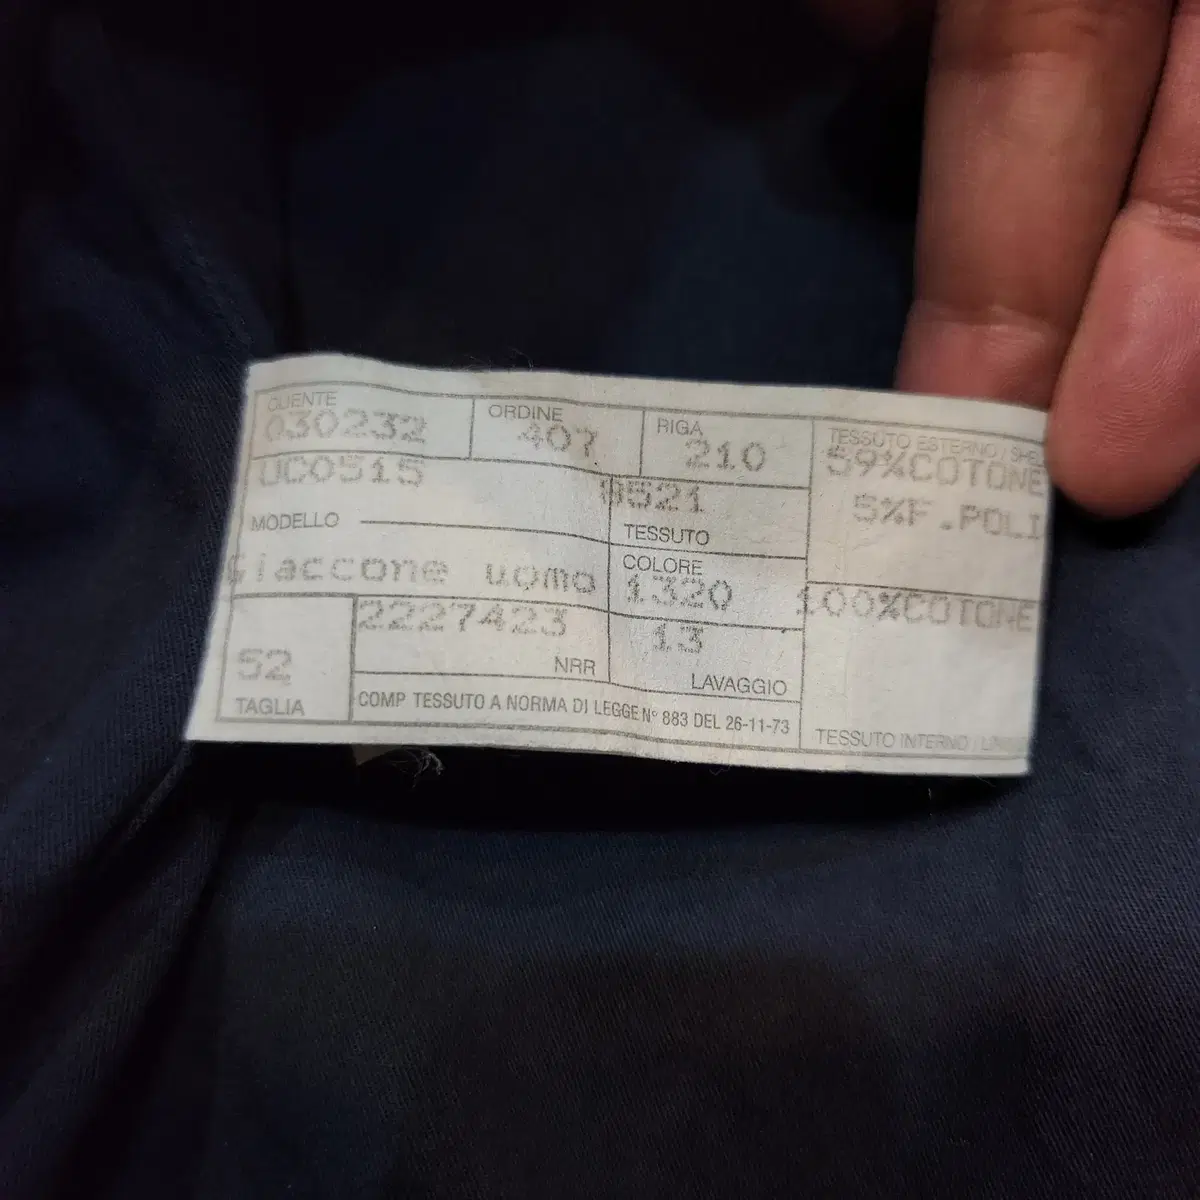 CLIENTE
030232
ORDINE
407
RIGA
210
UC0515
MODELLO
Giaccone uomo
0521
TESSUTO
COLORE
1320
2227423
NRR
13
LAVAGGIO
52
TAGLIA
COMP TESSUTO A NORMA DI LEGGE N° 883 DEL 26-11-73
TESSUTO ESTERNO / SHE
59%COTONE
5%F.POLI
100%COTONE
TESSUTO INTERNO / LIN